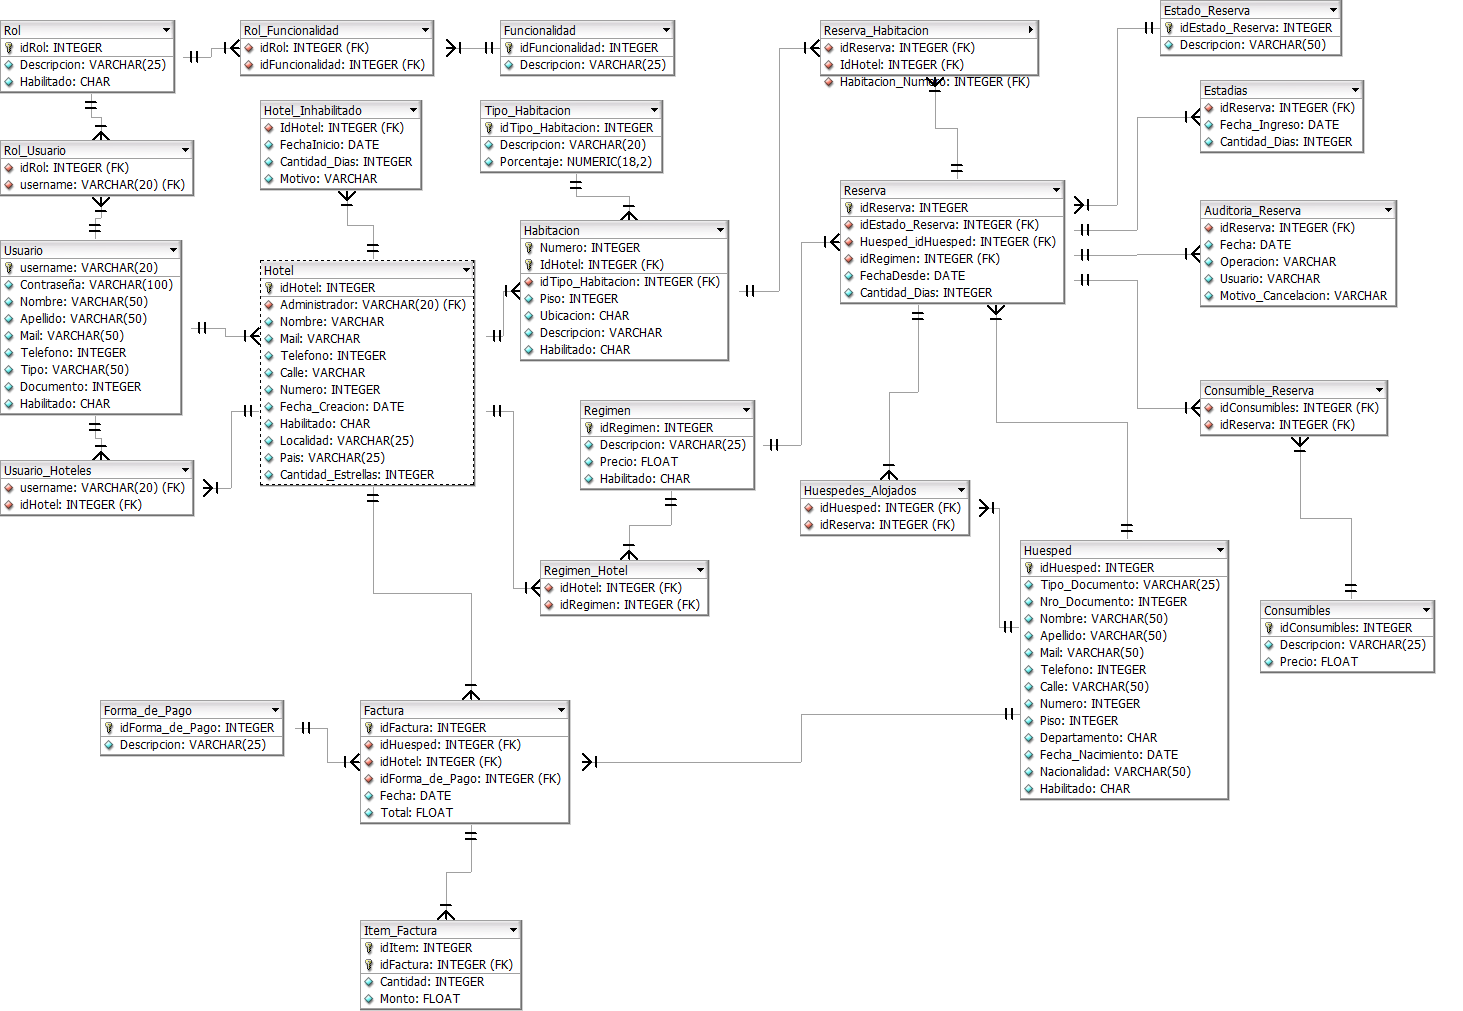 Rol
idRol: INTEGER
Descripcion: VARCHAR(25)
Habilitado: CHAR
Rol_Funcionalidad
idRol: INTEGER (FK)
idFuncionalidad: INTEGER (FK)
Funcionalidad
idFuncionalidad: INTEGER
Descripcion: VARCHAR(25)
Reserva_Habitacion
idReserva: INTEGER (FK)
IdHotel: INTEGER (FK)
Habitacion_Numero: INTEGER (FK)
Estado_Reserva
idEstado_Reserva: INTEGER
Descripcion: VARCHAR(50)
Hotel_Inhabilitado
IdHotel: INTEGER (FK)
FechaInicio: DATE
Cantidad_Dias: INTEGER
Motivo: VARCHAR
Tipo_Habitacion
idTipo_Habitacion: INTEGER
Descripcion: VARCHAR(20)
Porcentaje: NUMERIC(18,2)
Estadias
idReserva: INTEGER (FK)
Fecha_Ingreso: DATE
Cantidad_Dias: INTEGER
Rol_Usuario
idRol: INTEGER (FK)
username: VARCHAR(20) (FK)
Reserva
idReserva: INTEGER
idEstado_Reserva: INTEGER (FK)
Huesped_idHuesped: INTEGER (FK)
idRegimen: INTEGER (FK)
FechaDesde: DATE
Cantidad_Dias: INTEGER
Auditoria_Reserva
idReserva: INTEGER (FK)
Fecha: DATE
Operacion: VARCHAR
Usuario: VARCHAR
Motivo_Cancelacion: VARCHAR
Usuario
username: VARCHAR(20)
Contraseña: VARCHAR(100)
Nombre: VARCHAR(50)
Apellido: VARCHAR(50)
Mail: VARCHAR(50)
Telefono: INTEGER
Tipo: VARCHAR(50)
Documento: INTEGER
Habilitado: CHAR
Hotel
idHotel: INTEGER
Administrador: VARCHAR(20) (FK)
Nombre: VARCHAR
Mail: VARCHAR
Telefono: INTEGER
Calle: VARCHAR
Numero: INTEGER
Fecha_Creacion: DATE
Habilitado: CHAR
Localidad: VARCHAR(25)
Pais: VARCHAR(25)
Cantidad_Estrellas: INTEGER
Habitacion
Numero: INTEGER
IdHotel: INTEGER (FK)
idTipo_Habitacion: INTEGER (FK)
Piso: INTEGER
Ubicacion: CHAR
Descripcion: VARCHAR
Habilitado: CHAR
Regimen
idRegimen: INTEGER
Descripcion: VARCHAR(25)
Precio: FLOAT
Habilitado: CHAR
Consumible_Reserva
idConsumibles: INTEGER (FK)
idReserva: INTEGER (FK)
Usuario_Hoteles
username: VARCHAR(20) (FK)
idHotel: INTEGER (FK)
Huespedes_Alojados
idHuesped: INTEGER (FK)
idReserva: INTEGER (FK)
Regimen_Hotel
idHotel: INTEGER (FK)
idRegimen: INTEGER (FK)
Huesped
idHuesped: INTEGER
Tipo_Documento: VARCHAR(25)
Nro_Documento: INTEGER
Nombre: VARCHAR(50)
Apellido: VARCHAR(50)
Mail: VARCHAR(50)
Telefono: INTEGER
Calle: VARCHAR(50)
Numero: INTEGER
Piso: INTEGER
Departamento: CHAR
Fecha_Nacimiento: DATE
Nacionalidad: VARCHAR(50)
Habilitado: CHAR
Consumibles
idConsumibles: INTEGER
Descripcion: VARCHAR(25)
Precio: FLOAT
Forma_de_Pago
idForma_de_Pago: INTEGER
Descripcion: VARCHAR(25)
Factura
idFactura: INTEGER
idHuesped: INTEGER (FK)
idHotel: INTEGER (FK)
idForma_de_Pago: INTEGER (FK)
Fecha: DATE
Total: FLOAT
Item_Factura
idItem: INTEGER
idFactura: INTEGER (FK)
Cantidad: INTEGER
Monto: FLOAT